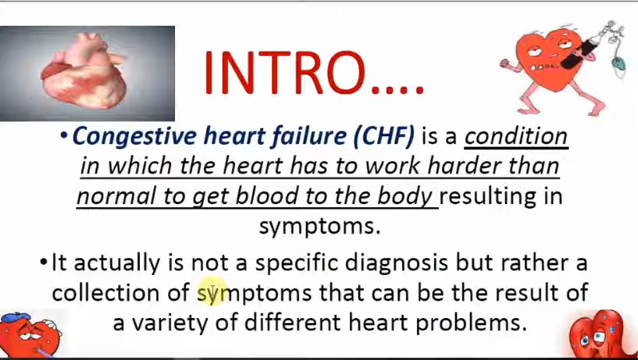 INTRO....
•Congestive heart failure (CHF) is a condition
in which the heart has to work harder than
normal to get blood to the body resulting in
symptoms.
•It actually is not a specific diagnosis but rather a
collection of symptoms that can be the result of
a variety of different heart problems.